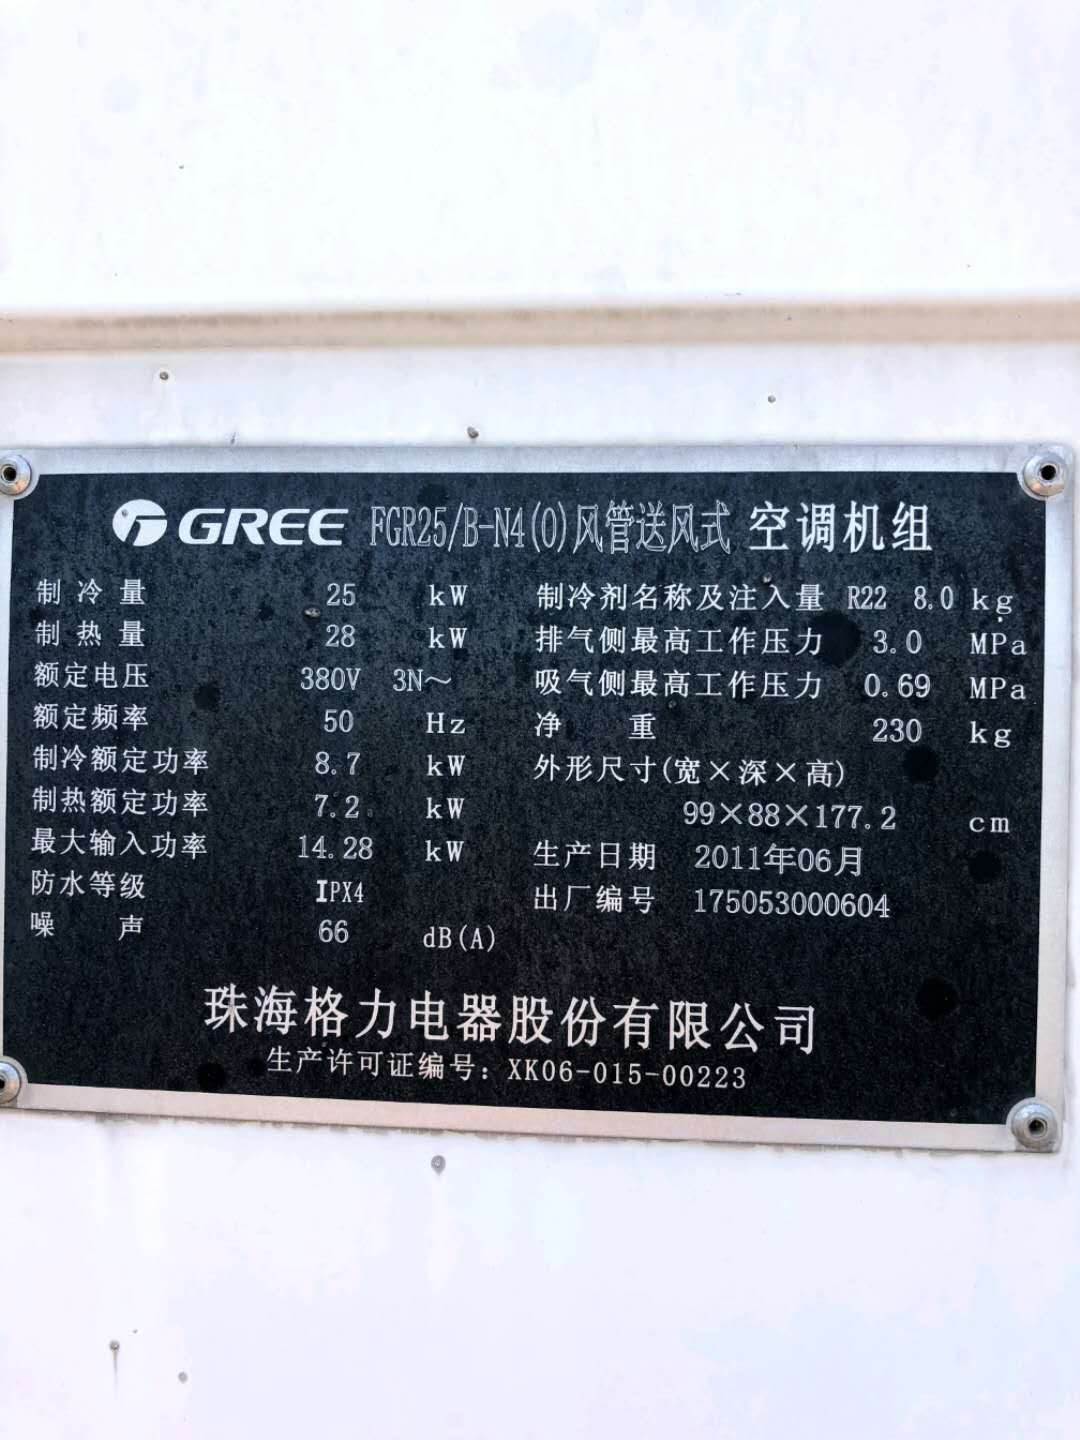 GREE FGR25/B-N4(O)风管送风式 空调机组
制冷量 25 kW
制热量 28 kW
额定电压 380V 3N～
额定频率 50 Hz
制冷额定功率 8.7 kW
制热额定功率 7.2 kW
最大输入功率 14.28 kW
防水等级 IPX4
噪声 66 dB(A)
制冷剂名称及注入量 R22 8.0 kg
排气侧最高工作压力 3.0 MPa
吸气侧最高工作压力 0.69 MPa
净重 230 kg
外形尺寸(宽×深×高)
99×88×177.2 cm
生产日期 2011年06月
出厂编号 175053000604
珠海格力电器股份有限公司
生产许可证编号：XK06-015-00223